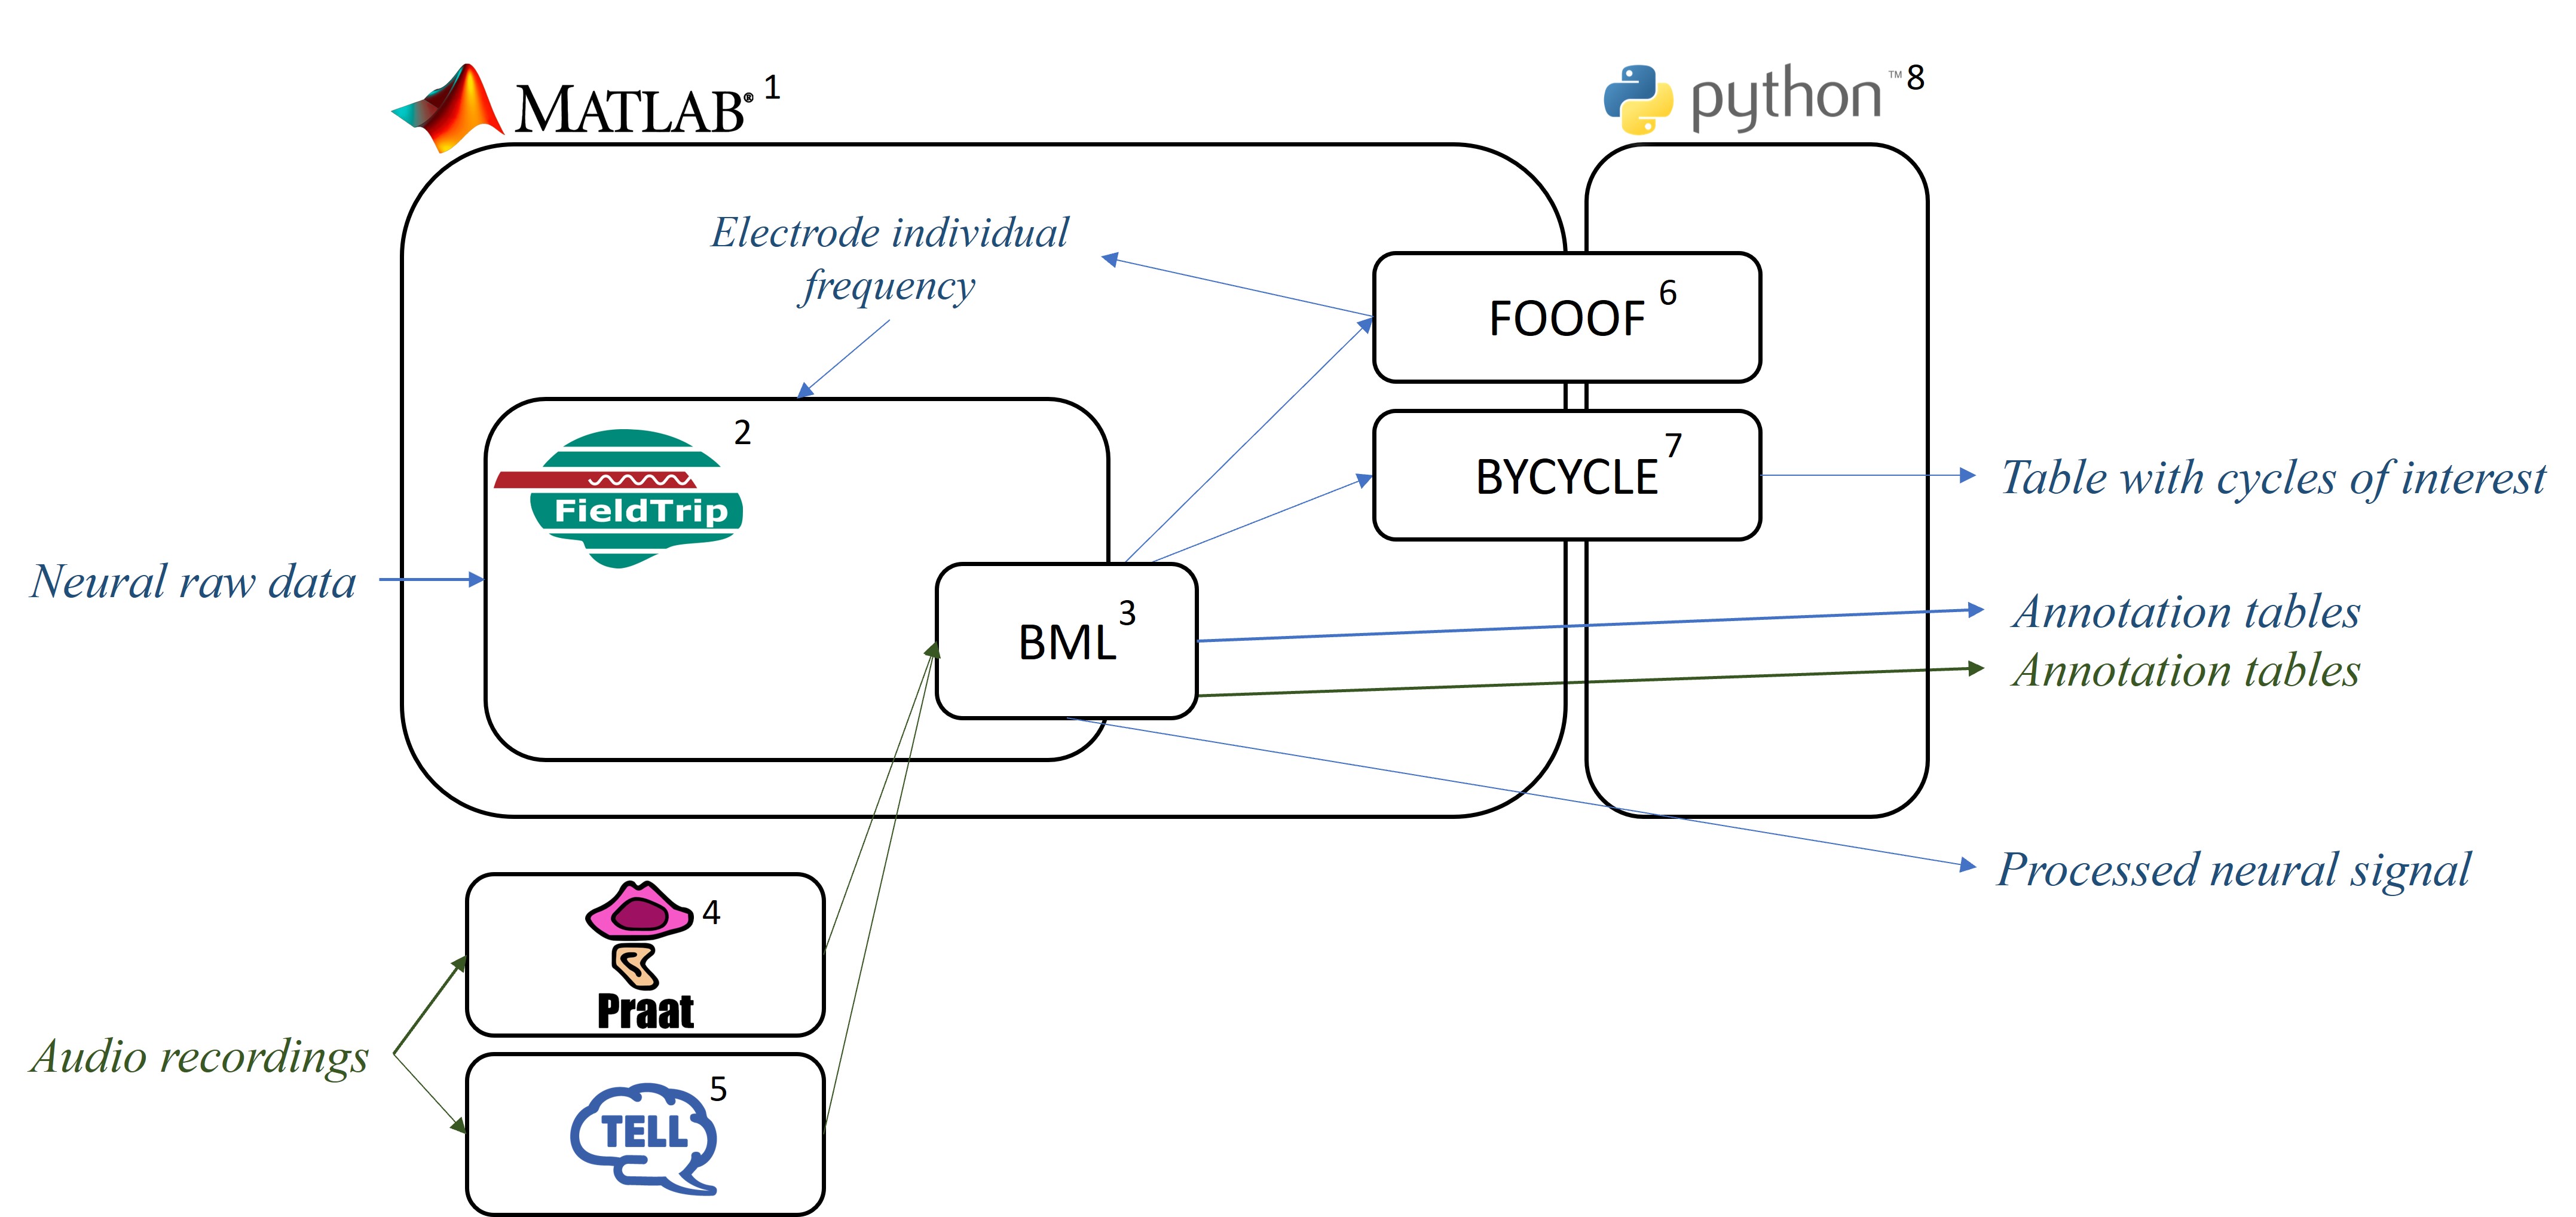 MATLAB® 1
python™ 8
Electrode individual
frequency
FOOOF 6
2
FieldTrip
BYCYCLE 7
Table with cycles of interest
Neural raw data
BML 3
Annotation tables
Annotation tables
Processed neural signal
4
Praat
Audio recordings
5
TELL